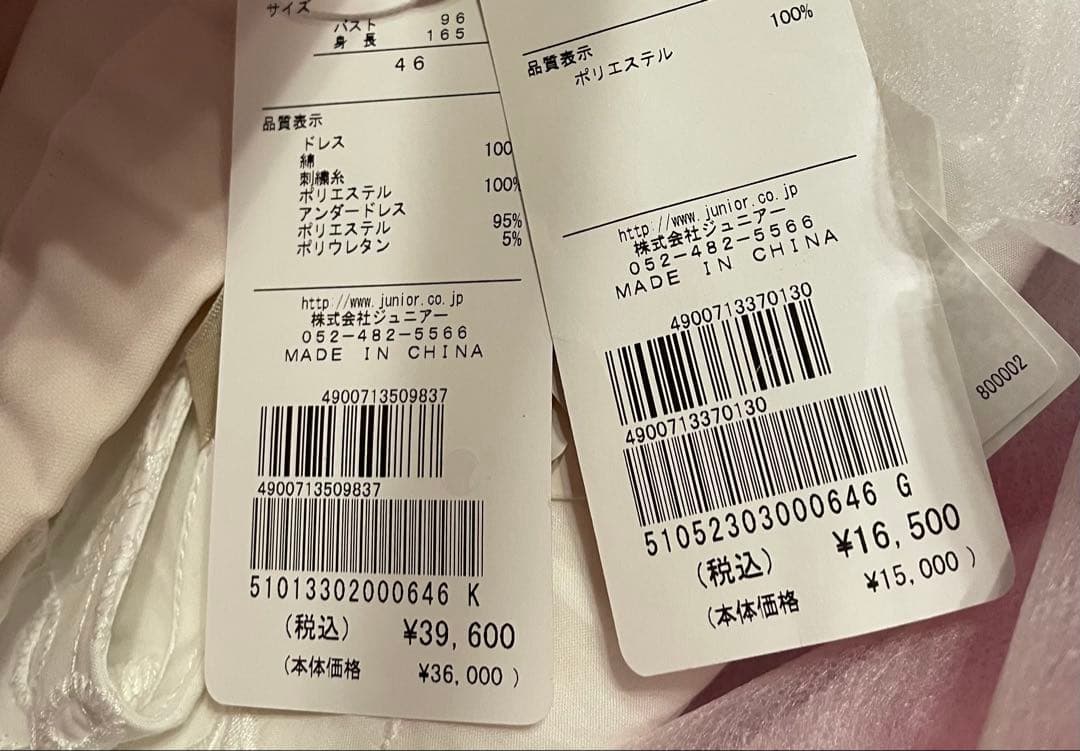 サイズ
バスト 96
身長 165
46
品質表示
ドレス
綿 100
刺繍糸
ポリエステル 100%
アンダードレス
ポリエステル 95%
ポリウレタン 5%
http://www.junior.co.jp
株式会社ジュニアー
052-482-5566
MADE IN CHINA
4900713509837
4900713509837
51013302000646 K
(税込) ¥39,600
(本体価格 ¥36,000 )
100%
品質表示
ポリエステル
http://www.junior.co.jp
株式会社ジュニアー
052-482-5566
MADE IN CHINA
4900713370130
4900713370130
51052303000646 G
(税込) ¥16,500
(本体価格 ¥15,000 )
800002